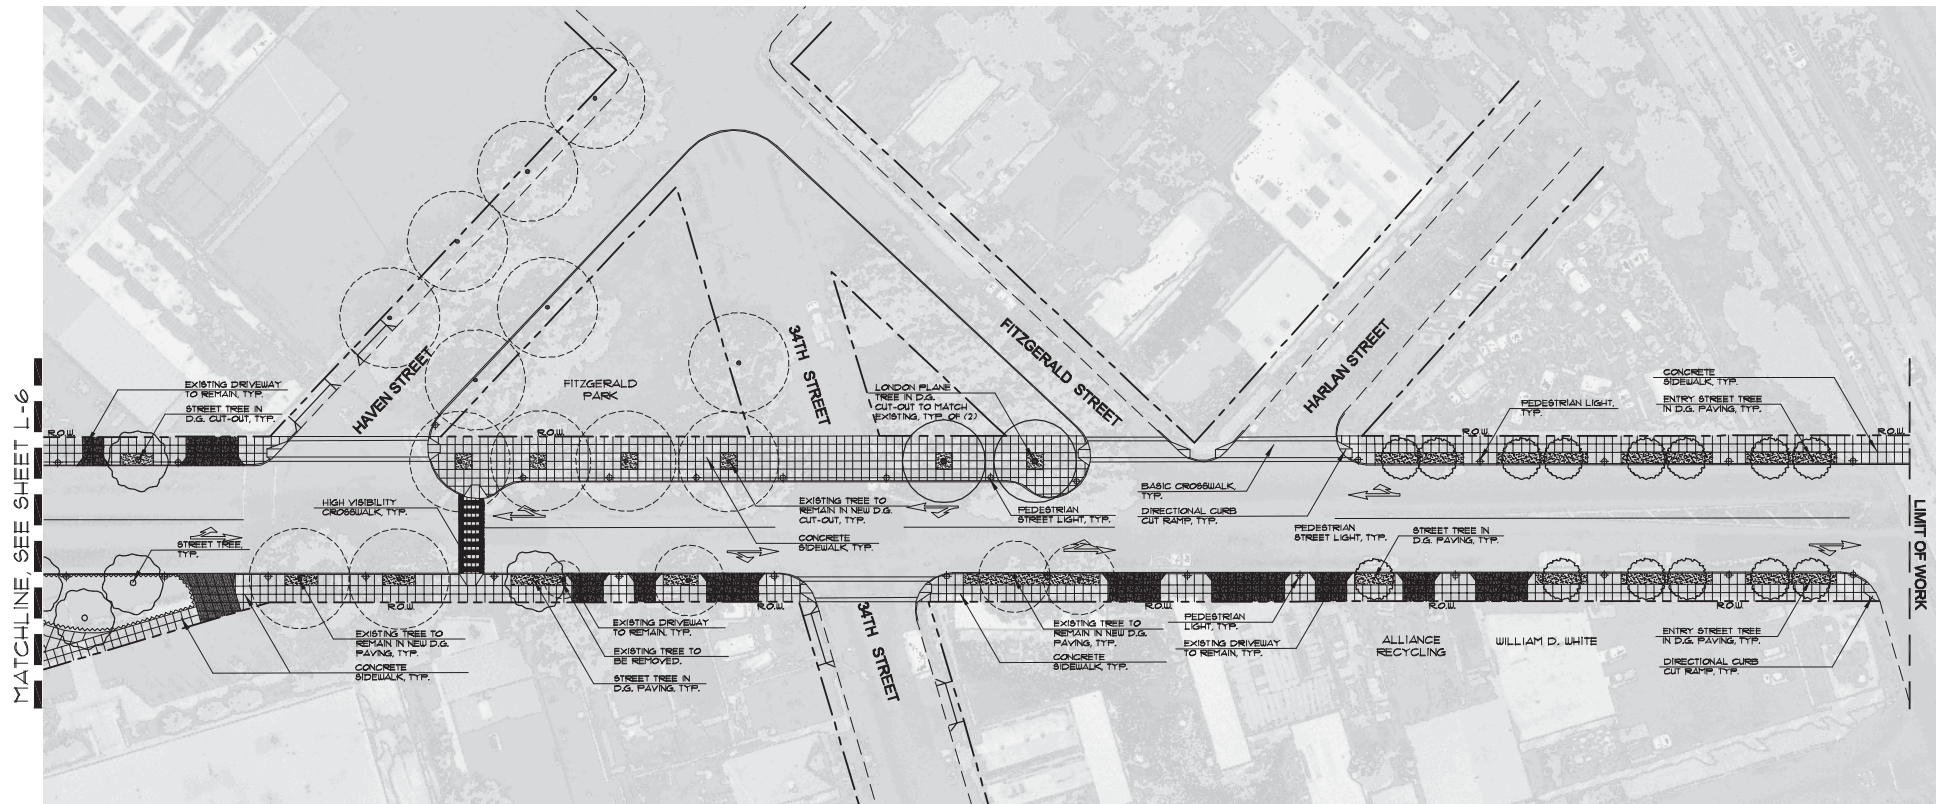 MATCHLINE, SEE SHEET L-6
EXISTING DRIVEWAY
TO REMAIN, TYP.
STREET TREE IN
D.G. CUT-OUT, TYP.
R.O.W.
HAVEN STREET
FITZGERALD
PARK
R.O.W.
34TH STREET
LONDON PLANE
TREE IN D.G.
CUT-OUT TO MATCH
EXISTING, TYP. OF (2)
FITZGERALD STREET
HARLAN STREET
PEDESTRIAN LIGHT,
TYP.
R.O.W.
CONCRETE
SIDEWALK, TYP.
ENTRY STREET TREE
IN D.G. PAVING, TYP.
R.O.W.
HIGH VISIBILITY
CROSSWALK, TYP.
STREET TREE,
TYP.
EXISTING TREE TO
REMAIN IN NEW D.G.
CUT-OUT, TYP.
CONCRETE
SIDEWALK, TYP.
PEDESTRIAN
STREET LIGHT, TYP.
BASIC CROSSWALK,
TYP.
DIRECTIONAL CURB
CUT RAMP, TYP.
PEDESTRIAN
STREET LIGHT, TYP.
STREET TREE IN
D.G. PAVING, TYP.
LIMIT OF WORK
R.O.W.
EXISTING TREE TO
REMAIN IN NEW D.G.
PAVING, TYP.
CONCRETE
SIDEWALK, TYP.
EXISTING DRIVEWAY
TO REMAIN, TYP.
EXISTING TREE TO
BE REMOVED.
STREET TREE IN
D.G. PAVING, TYP.
R.O.W.
34TH STREET
EXISTING TREE TO
REMAIN IN NEW D.G.
PAVING, TYP.
CONCRETE
SIDEWALK, TYP.
R.O.W.
PEDESTRIAN
LIGHT, TYP.
EXISTING DRIVEWAY
TO REMAIN, TYP.
ALLIANCE
RECYCLING
R.O.W.
WILLIAM D. WHITE
R.O.W.
ENTRY STREET TREE
IN D.G. PAVING, TYP.
DIRECTIONAL CURB
CUT RAMP, TYP.